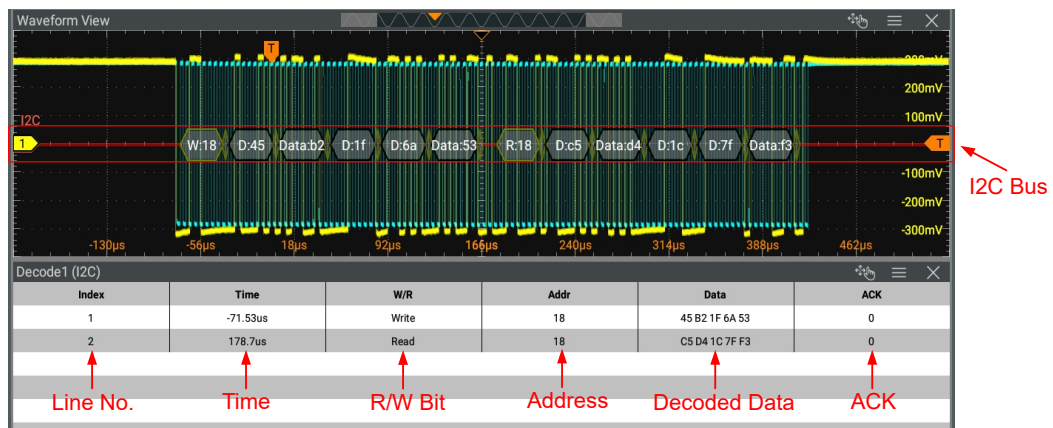 Waveform View
T
200mV
100mV
I2C
1
W:18 D:45 Data:b2 D:1f D:6a Data:53 R:18 D:c5 Data:d4 D:1c D:7f Data:f3
T
I2C Bus
-100mV
-200mV
-300mV
-130μs -56μs 18μs 92μs 166μs 240μs 314μs 388μs 462μs
Decode1 (I2C)
Index Time W/R Addr Data ACK
1 -71.53us Write 18 45 B2 1F 6A 53 0
2 178.7us Read 18 C5 D4 1C 7F F3 0
Line No. Time R/W Bit Address Decoded Data ACK